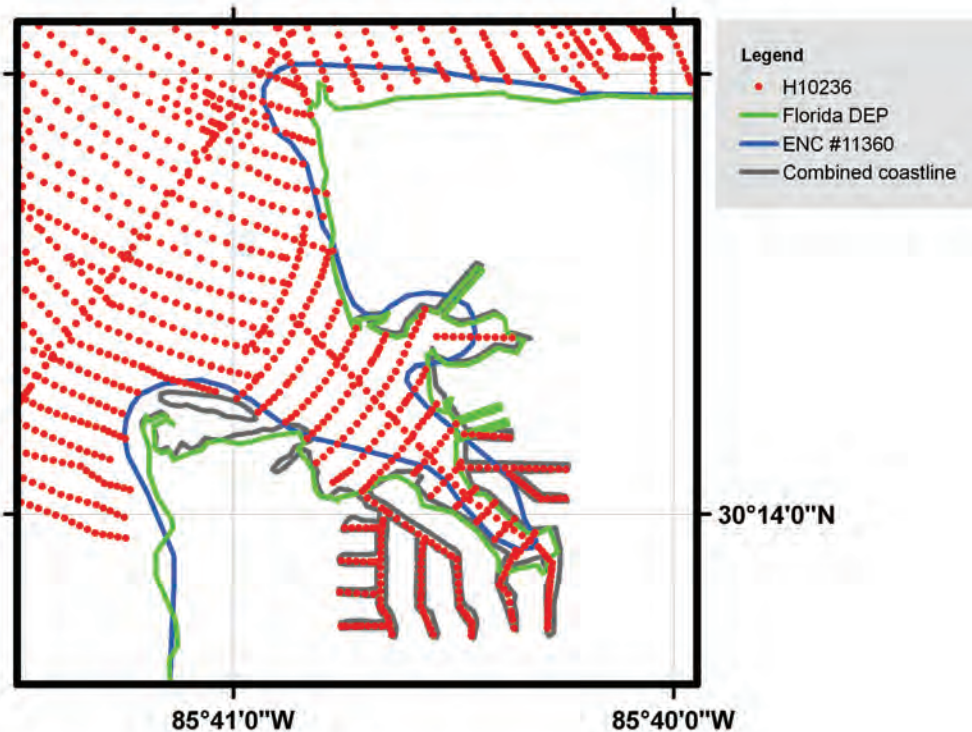 Legend
H10236
Florida DEP
ENC #11360
Combined coastline
30°14'0"N
85°41'0"W
85°40'0"W